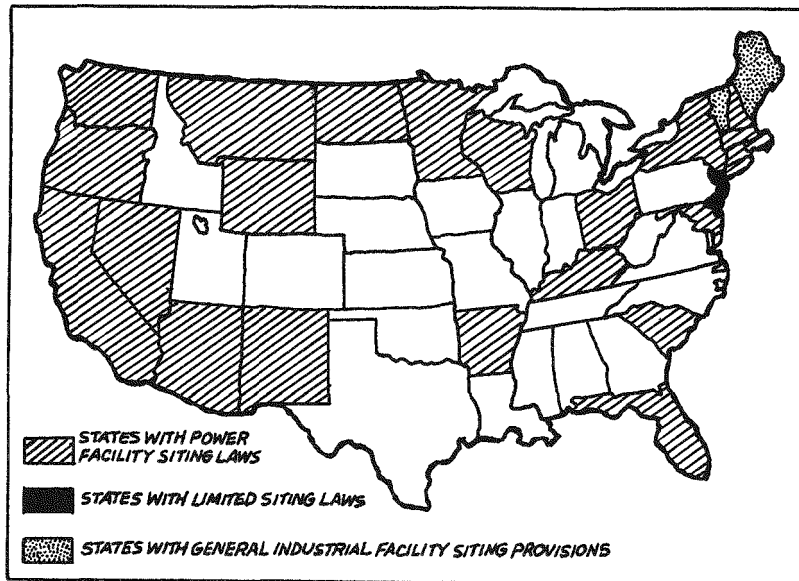 STATES WITH POWER
FACILITY SITING LAWS
STATES WITH LIMITED SITING LAWS
STATES WITH GENERAL INDUSTRIAL FACILITY SITING PROVISIONS